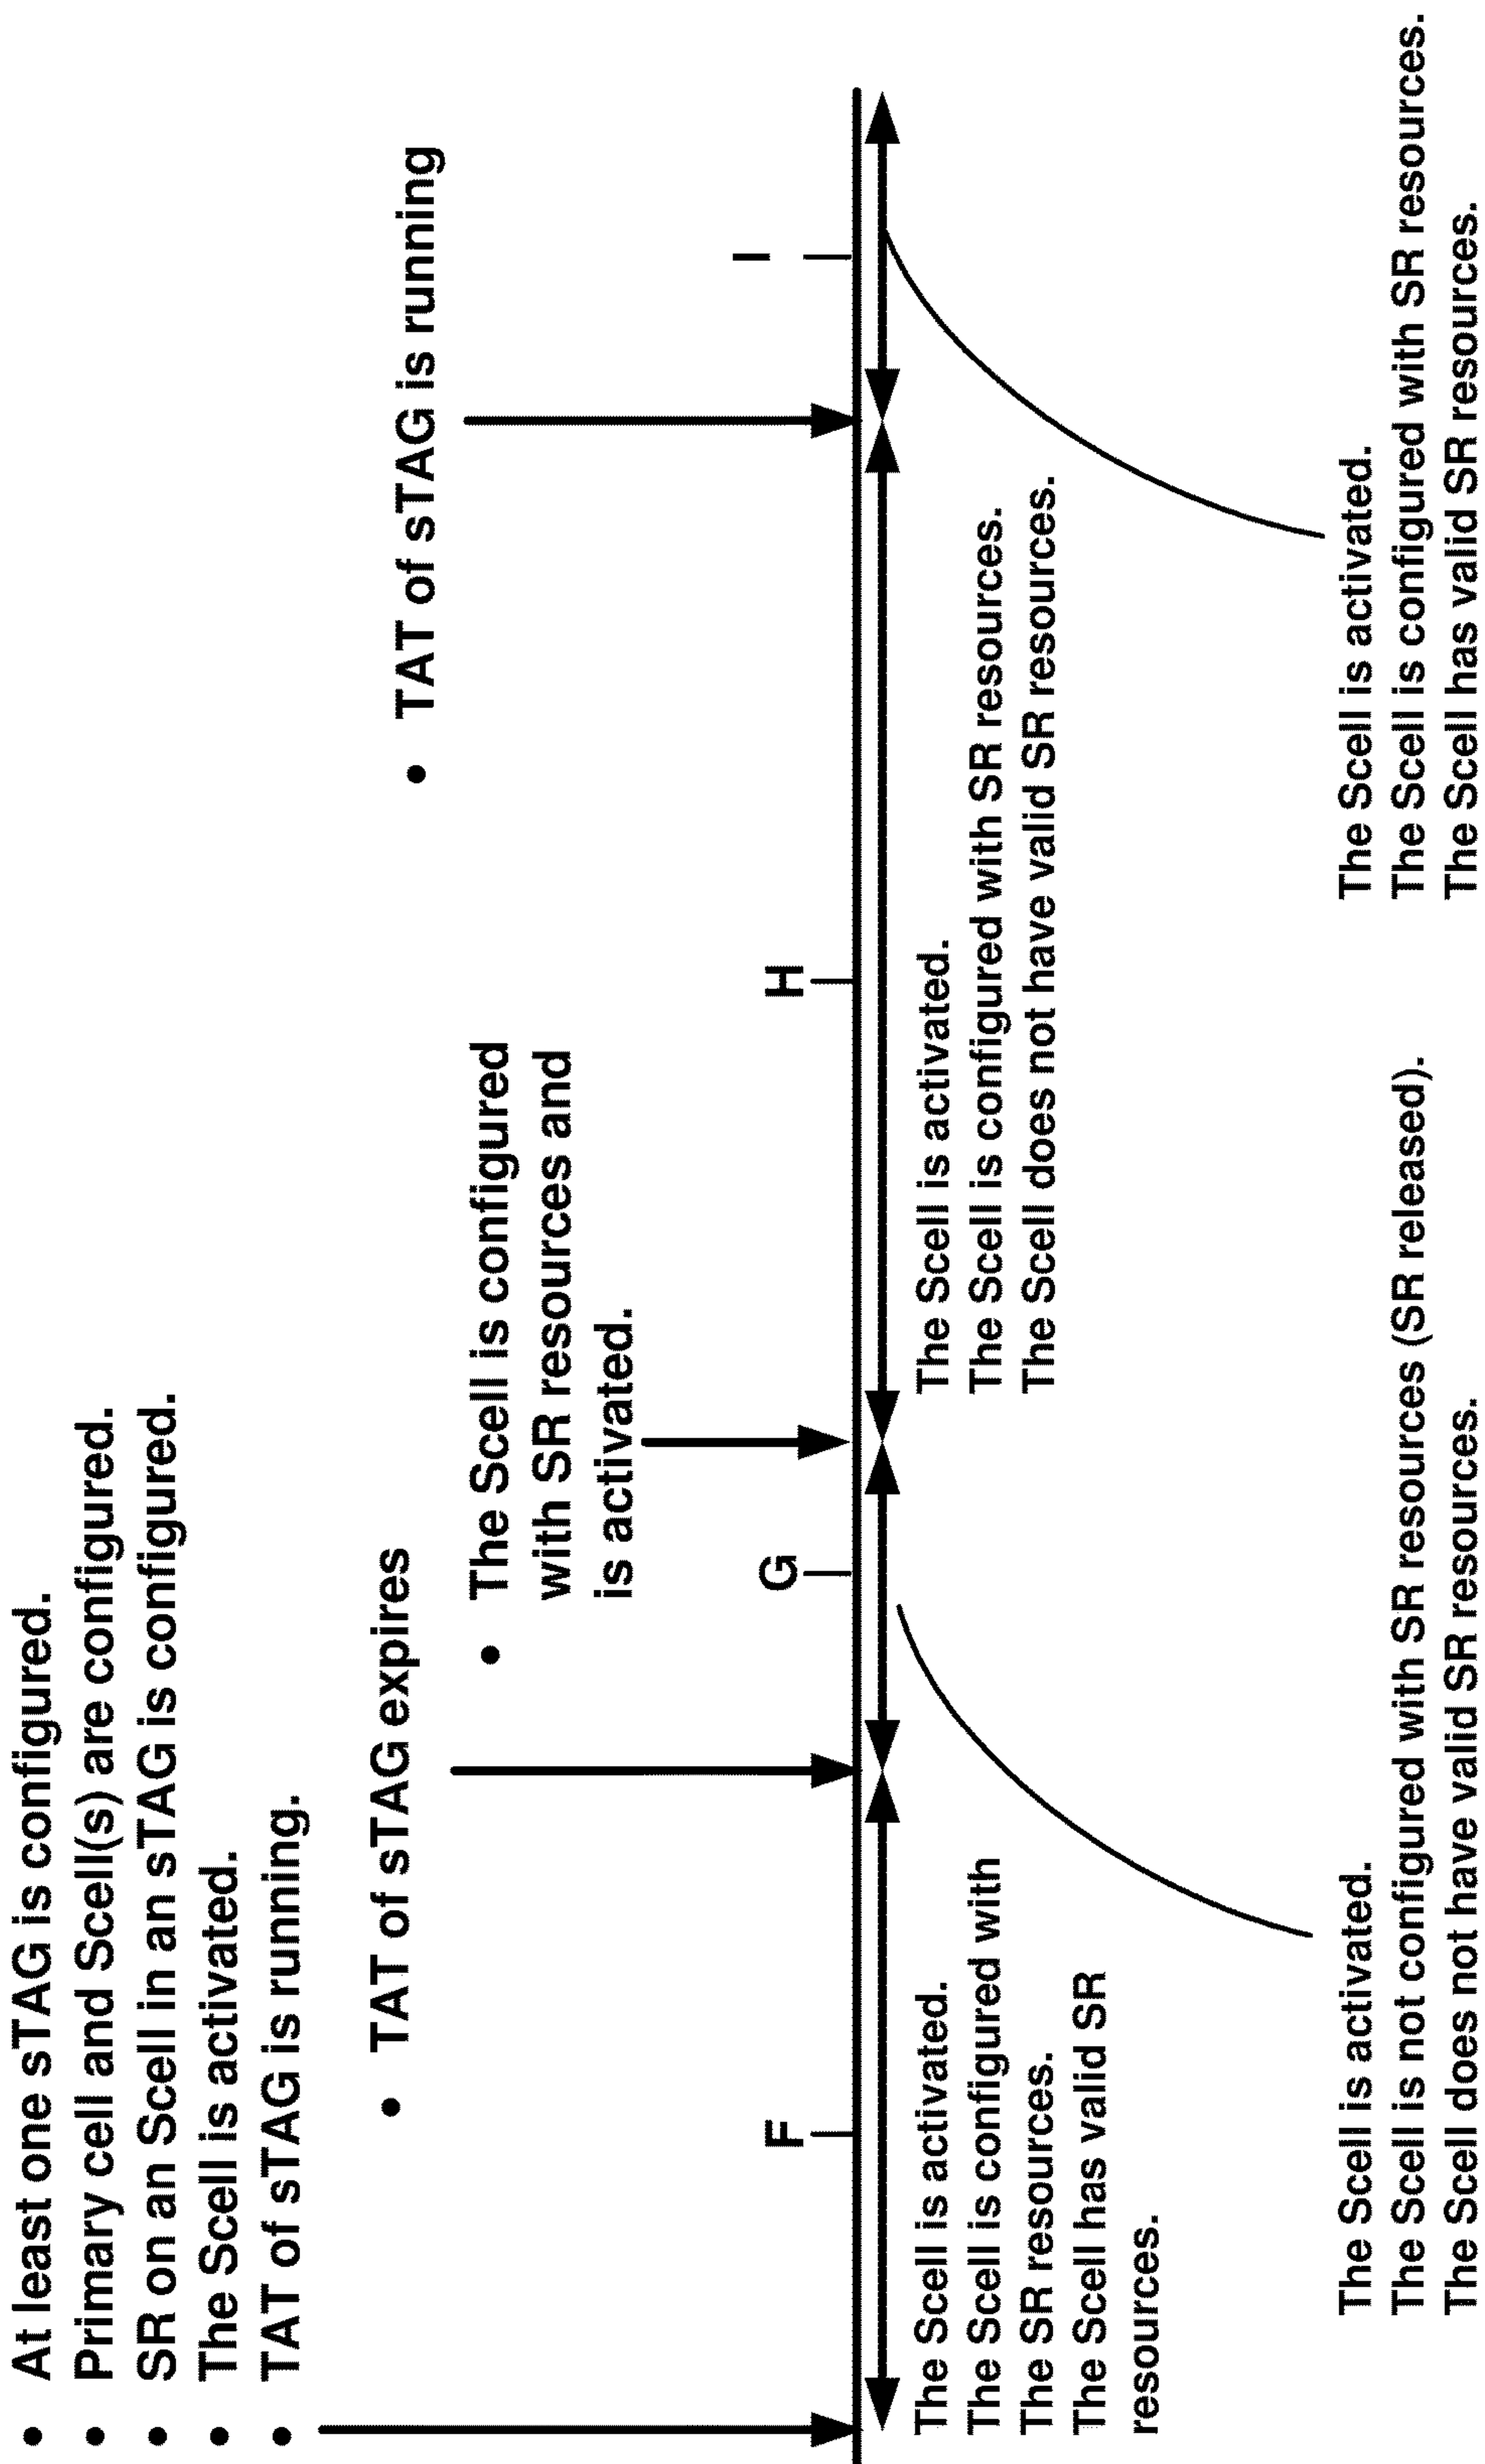 • At least one sTAG is configured.
• Primary cell and Scell(s) are configured.
• SR on an Scell in an sTAG is configured.
• The Scell is activated.
• TAT of sTAG is running.
• TAT of sTAG expires
• The Scell is configured
with SR resources and
is activated.
• TAT of sTAG is running
F
G
H
I
The Scell is activated.
The Scell is configured with
The SR resources.
The Scell has valid SR
resources.
The Scell is activated.
The Scell is configured with SR resources.
The Scell does not have valid SR resources.
The Scell is activated.
The Scell is not configured with SR resources (SR released).
The Scell does not have valid SR resources.
The Scell is activated.
The Scell is configured with SR resources.
The Scell has valid SR resources.